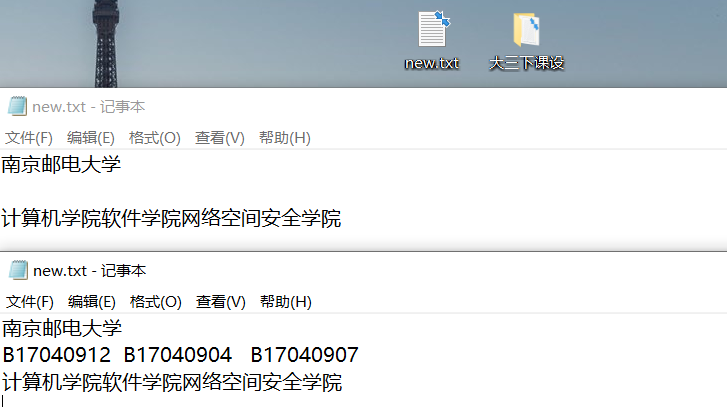 new.txt 大三下课设
new.txt - 记事本
文件(F) 编辑(E) 格式(O) 查看(V) 帮助(H)
南京邮电大学
计算机学院软件学院网络空间安全学院
new.txt - 记事本
文件(F) 编辑(E) 格式(O) 查看(V) 帮助(H)
南京邮电大学
B17040912 B17040904 B17040907
计算机学院软件学院网络空间安全学院